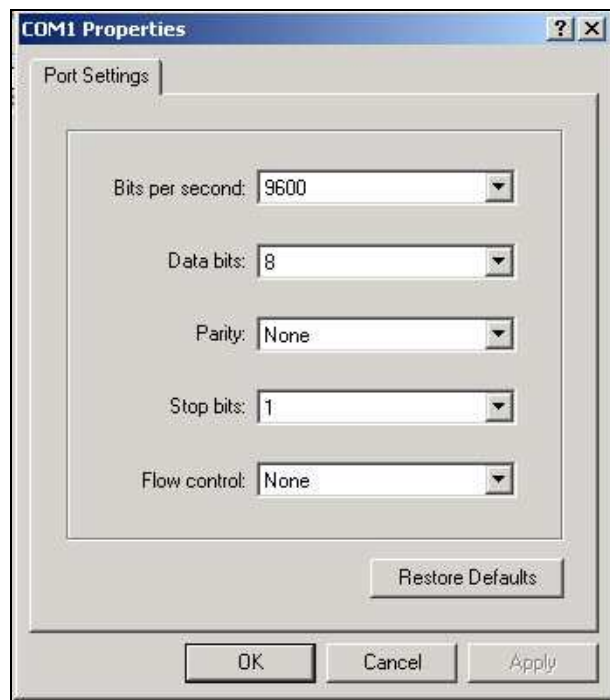 COM1 Properties
Port Settings
Bits per second: 9600
Data bits: 8
Parity: None
Stop bits: 1
Flow control: None
Restore Defaults
OK Cancel Apply